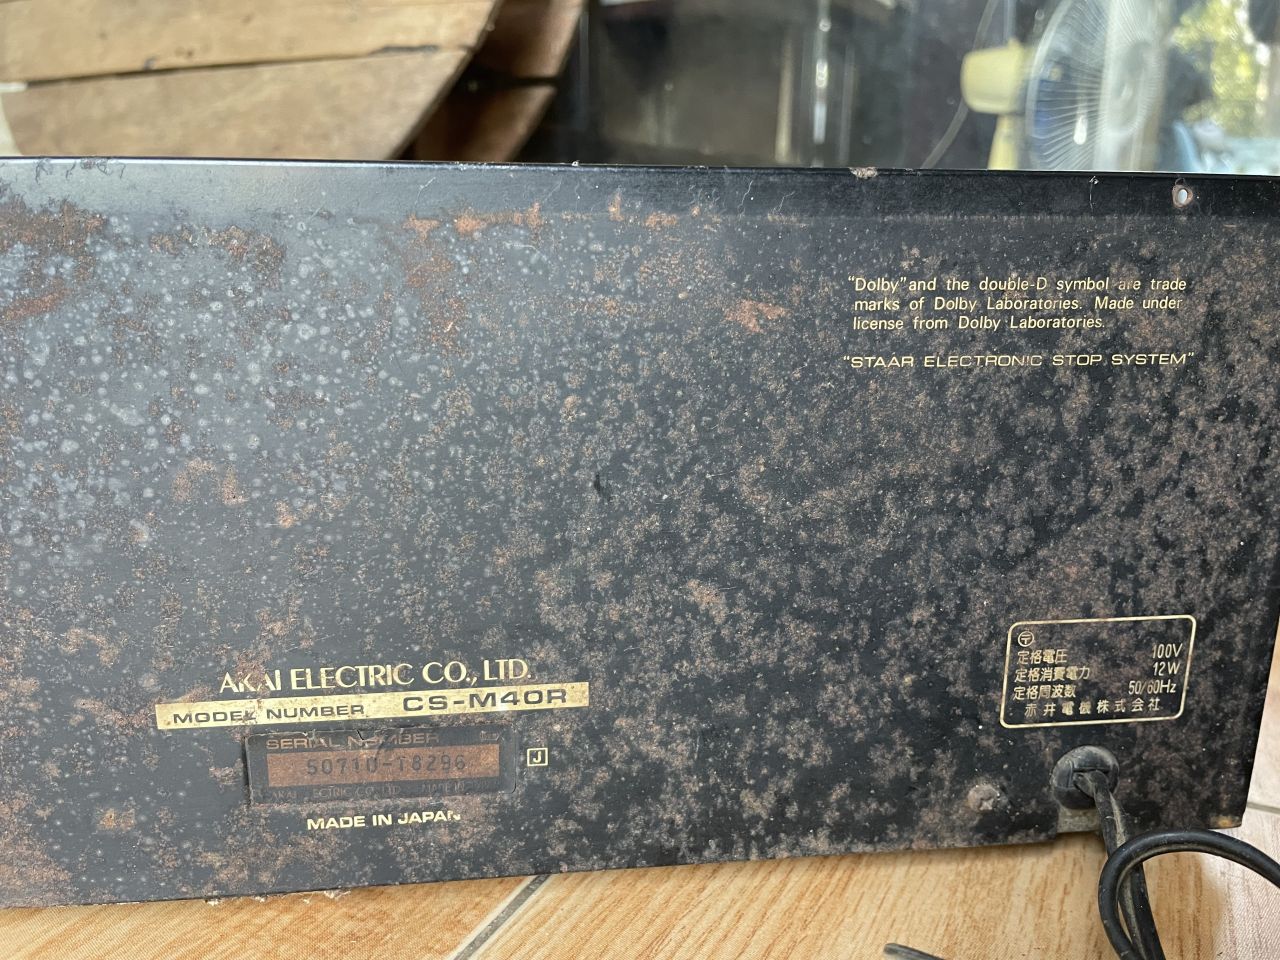 "Dolby" and the double-D symbol are trade
marks of Dolby Laboratories. Made under
license from Dolby Laboratories.
"STAAR ELECTRONIC STOP SYSTEM"
AKAI ELECTRIC CO., LTD.
MODEL NUMBER CS-M40R
SERIAL NUMBER
J
MADE IN JAPAN
〒
定格電圧 100V
定格消費電力 12W
定格周波数 50/60Hz
赤井電機株式会社